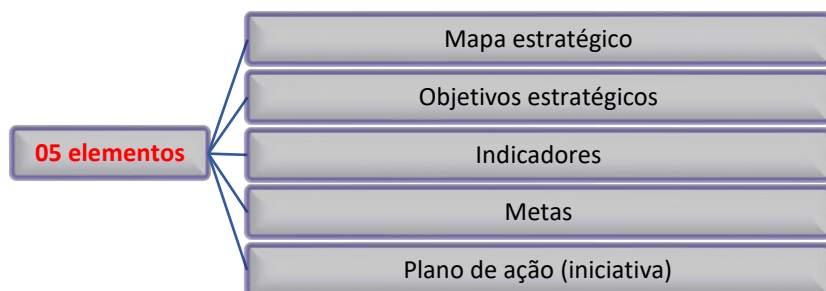 Mapa estratégico
Objetivos estratégicos
05 elementos
Indicadores
Metas
Plano de ação (iniciativa)